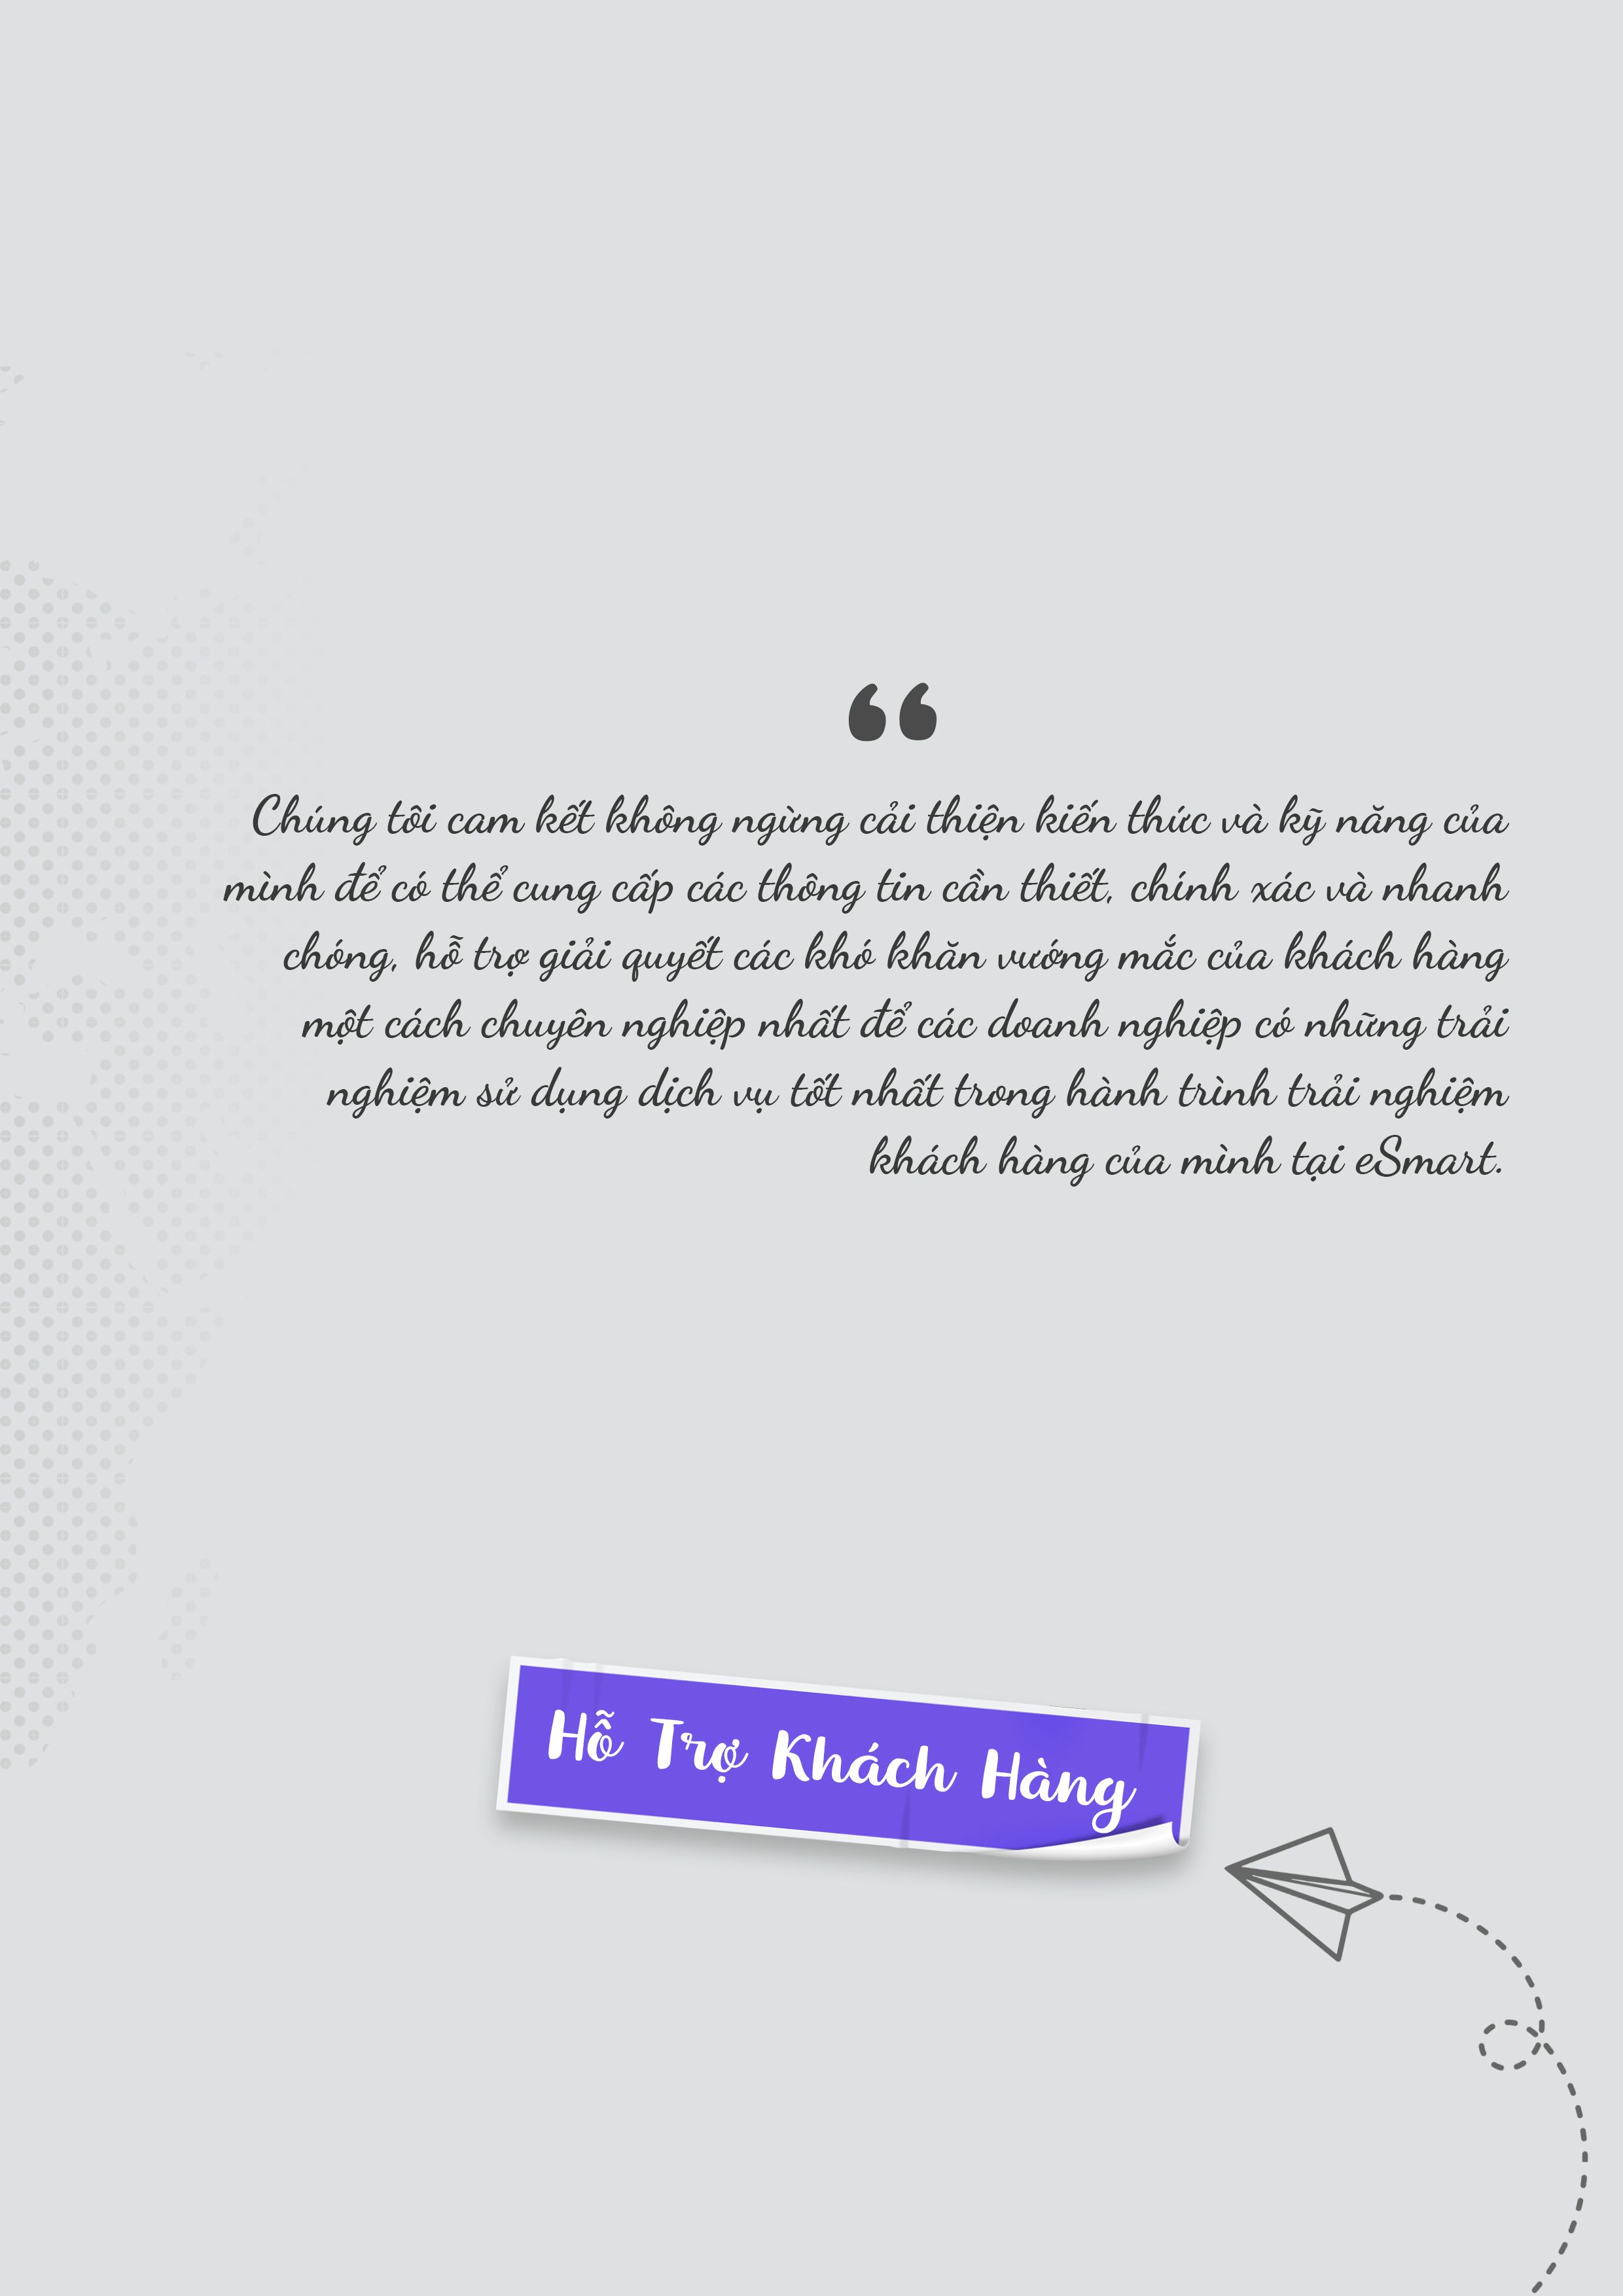 “
Chúng tôi cam kết không ngừng cải thiện kiến thức và kỹ năng của
mình để có thể cung cấp các thông tin cần thiết, chính xác và nhanh
chóng, hỗ trợ giải quyết các khó khăn vướng mắc của khách hàng
một cách chuyên nghiệp nhất để các doanh nghiệp có những trải
nghiệm sử dụng dịch vụ tốt nhất trong hành trình trải nghiệm
khách hàng của mình tại eSmart.
Hỗ Trợ Khách Hàng